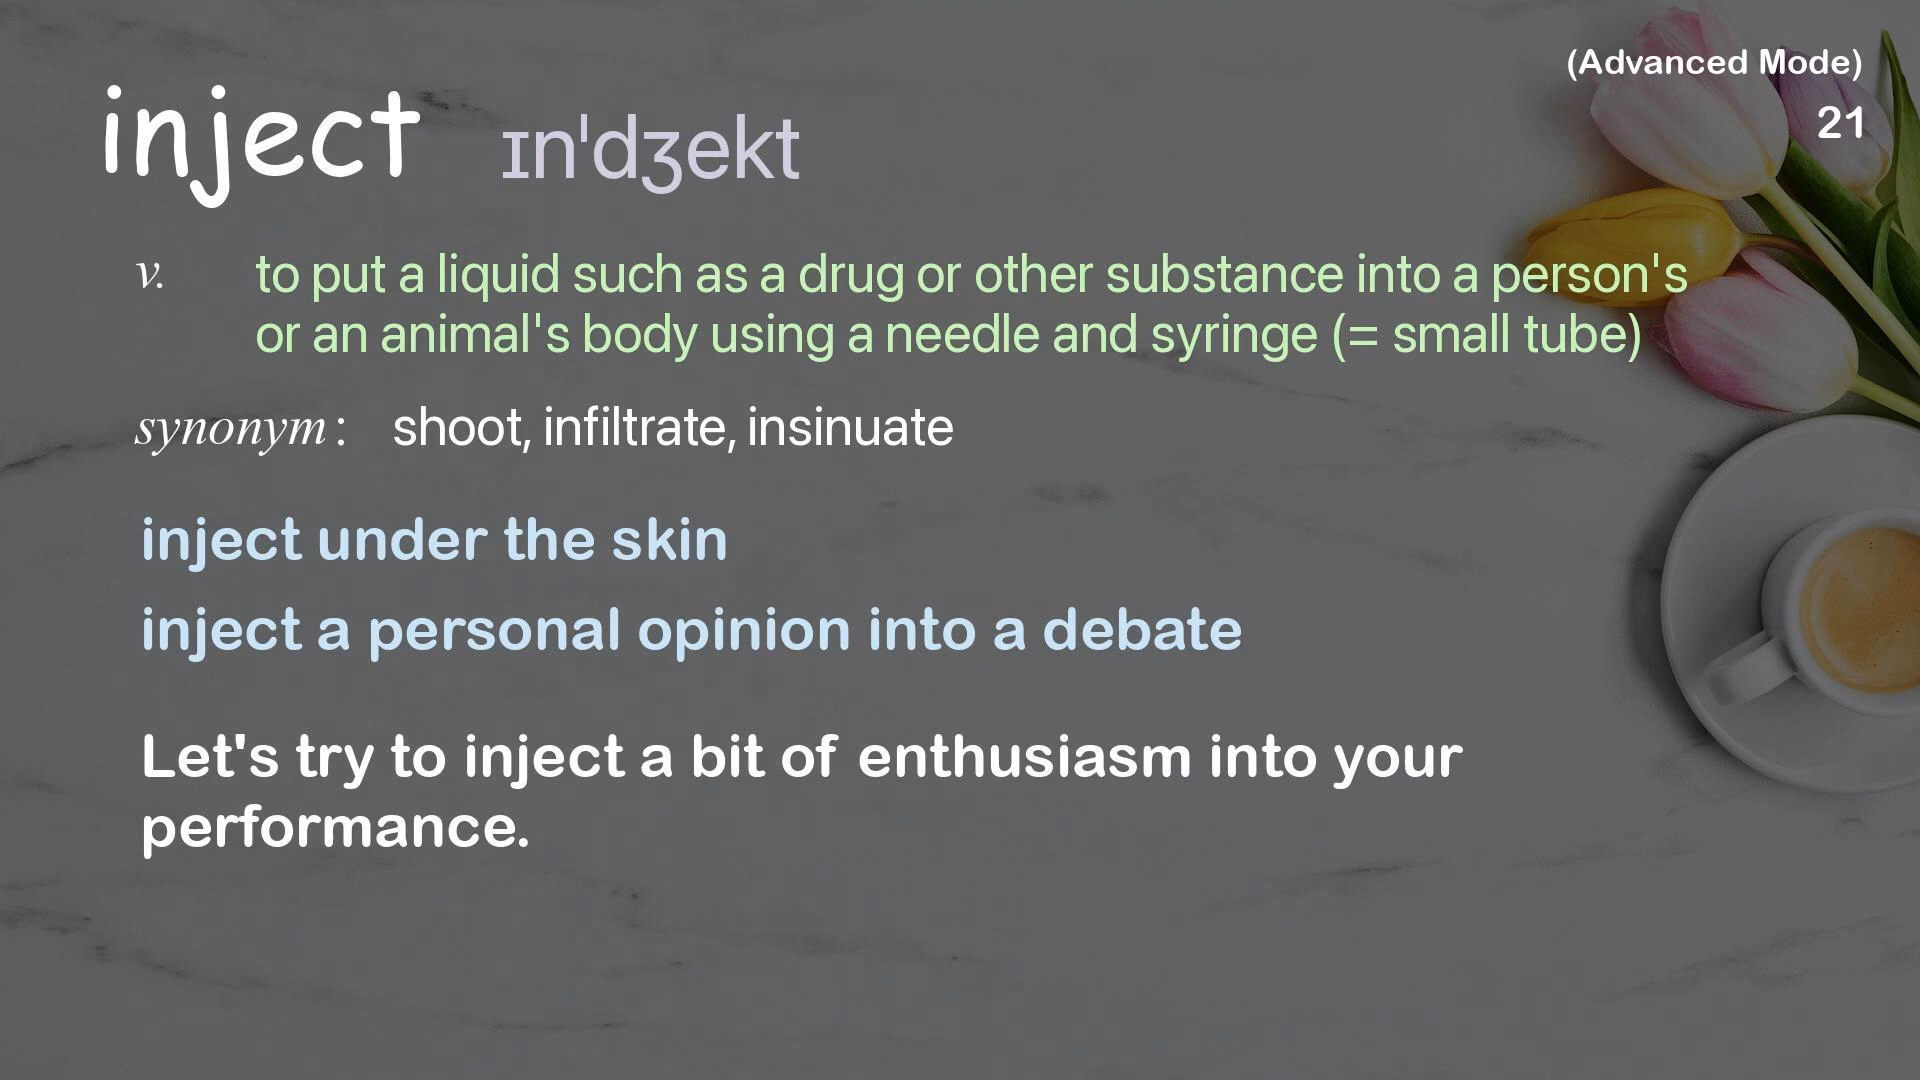 (Advanced Mode)
21
inject ɪn'dʒekt
v. to put a liquid such as a drug or other substance into a person's
or an animal's body using a needle and syringe (= small tube)
synonym: shoot, infiltrate, insinuate
inject under the skin
inject a personal opinion into a debate
Let's try to inject a bit of enthusiasm into your
performance.